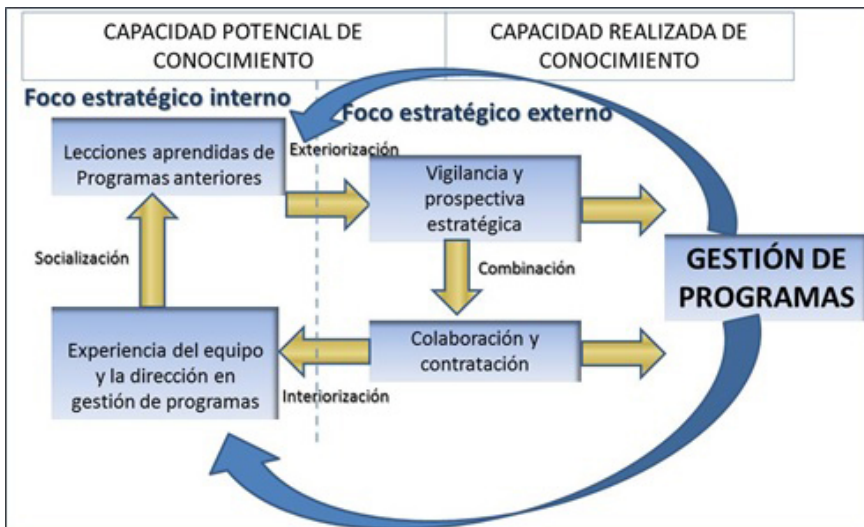 CAPACIDAD POTENCIAL DE
CONOCIMIENTO
CAPACIDAD REALIZADA DE
CONOCIMIENTO
Foco estratégico interno
Foco estratégico externo
Lecciones aprendidas de
Programas anteriores
Exteriorización
Vigilancia y
prospectiva
estratégica
Socialización
Combinación
GESTIÓN DE
PROGRAMAS
Experiencia del equipo
y la dirección en
gestión de programas
Colaboración y
contratación
Interiorización